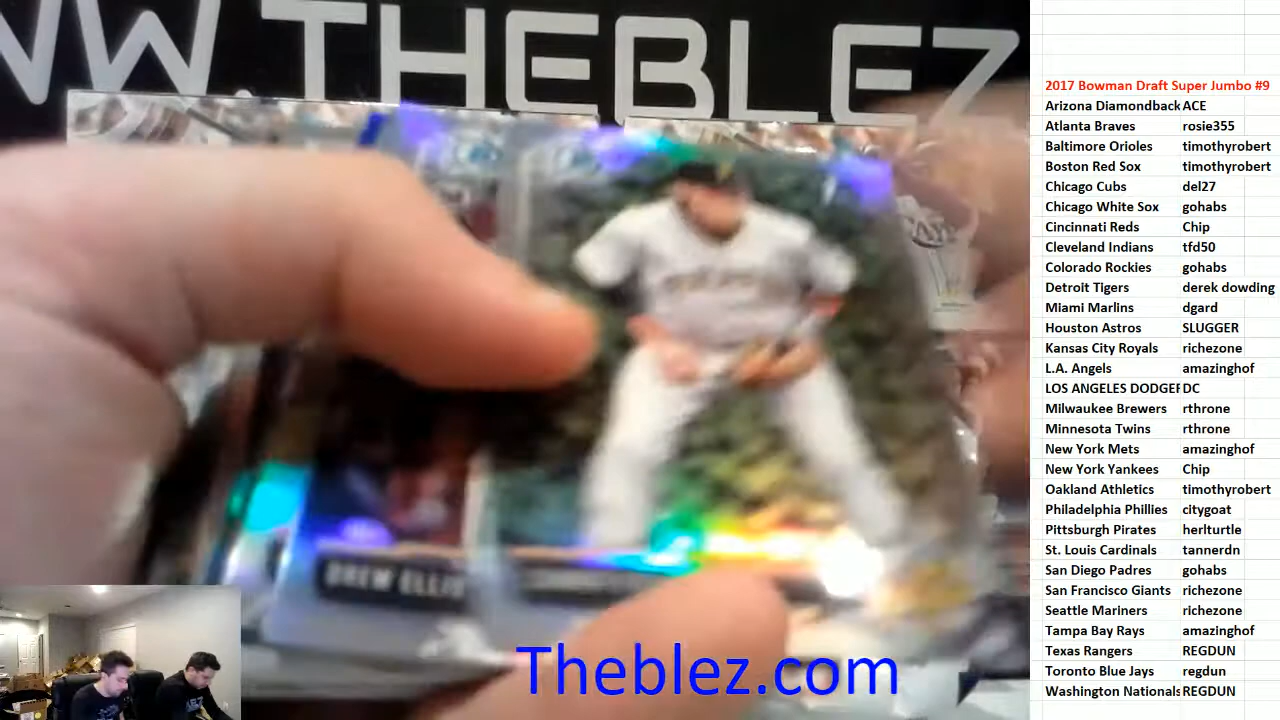 NW.THEBLEZ
2017 Bowman Draft Super Jumbo #9
Arizona Diamondback ACE
Atlanta Braves rosie355
Baltimore Orioles timothyrobert
Boston Red Sox timothyrobert
Chicago Cubs del27
Chicago White Sox gohabs
Cincinnati Reds Chip
Cleveland Indians tfd50
Colorado Rockies gohabs
Detroit Tigers derek dowding
Miami Marlins dgard
Houston Astros SLUGGER
Kansas City Royals richezone
L.A. Angels amazinghof
LOS ANGELES DODGER DC
Milwaukee Brewers rthrone
Minnesota Twins rthrone
New York Mets amazinghof
New York Yankees Chip
Oakland Athletics timothyrobert
Philadelphia Phillies citygoat
Pittsburgh Pirates herlturtle
St. Louis Cardinals tannerdn
San Diego Padres gohabs
San Francisco Giants richezone
Seattle Mariners richezone
Tampa Bay Rays amazinghof
Texas Rangers REGDUN
Toronto Blue Jays regdun
Washington Nationals REGDUN
DREW ELLIS
Theblez.com